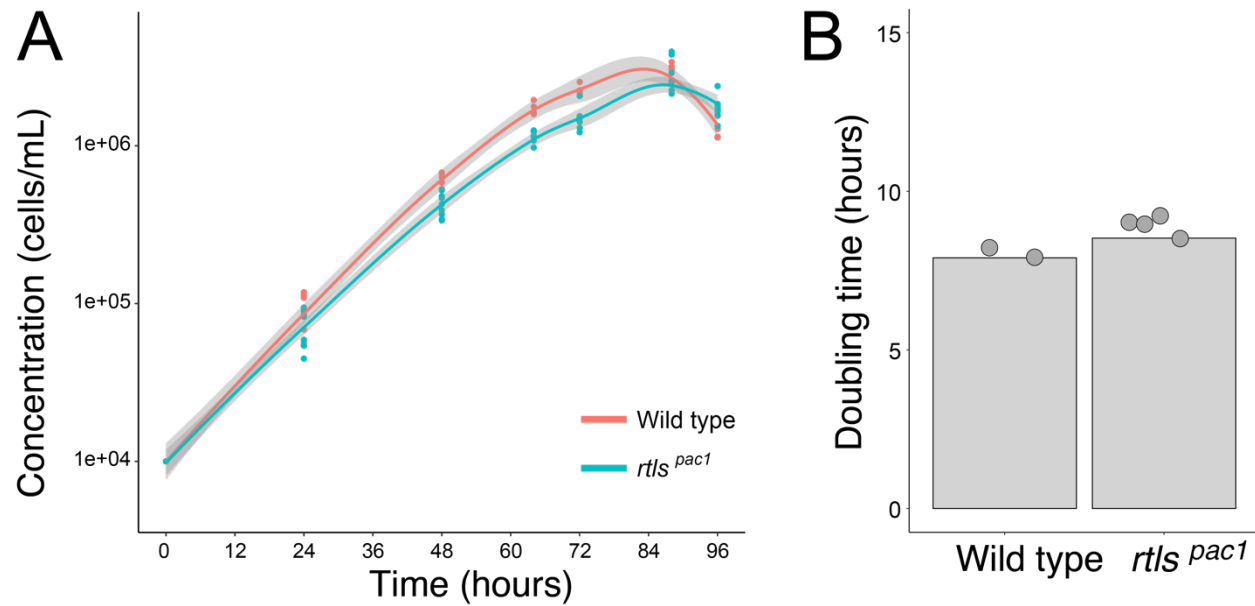 A
Concentration (cells/mL)
1e+06
1e+05
1e+04
Wild type
rtls pac1
0 12 24 36 48 60 72 84 96
Time (hours)
B
Doubling time (hours)
15
10
5
0
Wild type rtls pac1